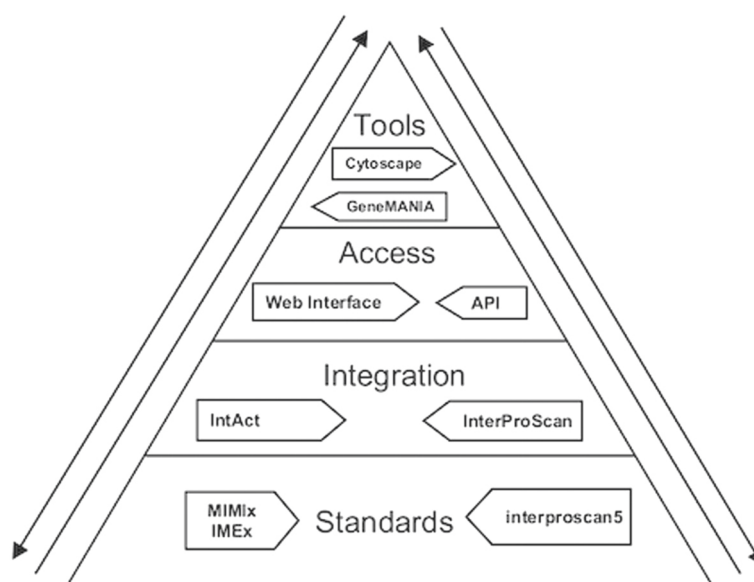 Tools
Cytoscape
GeneMANIA
Access
Web Interface
API
Integration
IntAct
InterProScan
MIMIx
IMEx
Standards
interproscan5